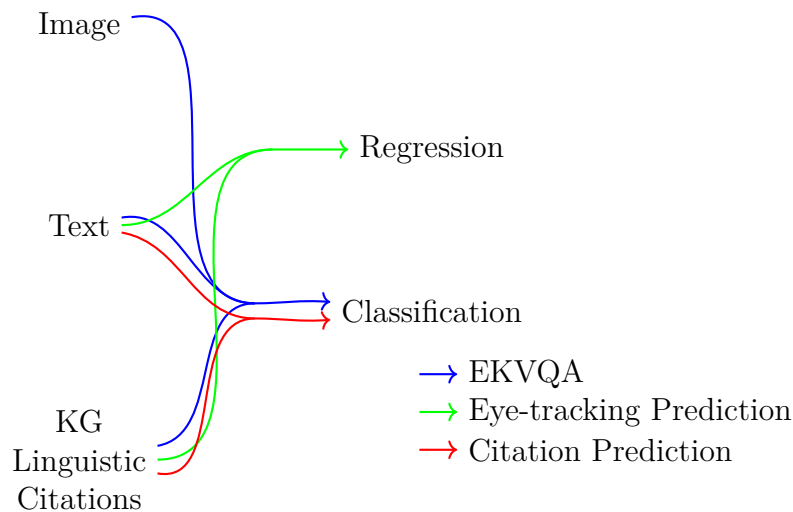 Image
Regression
Text
Classification
EKVQA
Eye-tracking Prediction
Citation Prediction
KG
Linguistic
Citations